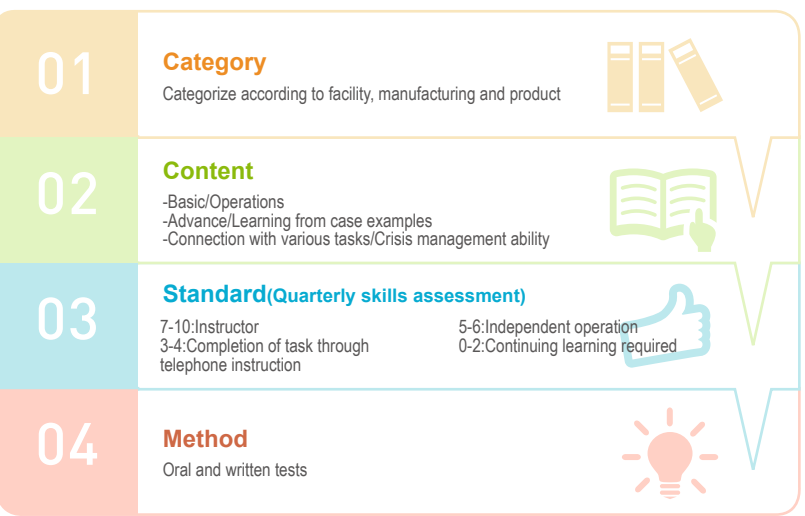 01
Category
Categorize according to facility, manufacturing and product
02
Content
-Basic/Operations
-Advance/Learning from case examples
-Connection with various tasks/Crisis management ability
03
Standard(Quarterly skills assessment)
7-10:Instructor
3-4:Completion of task through
telephone instruction
5-6:Independent operation
0-2:Continuing learning required
04
Method
Oral and written tests